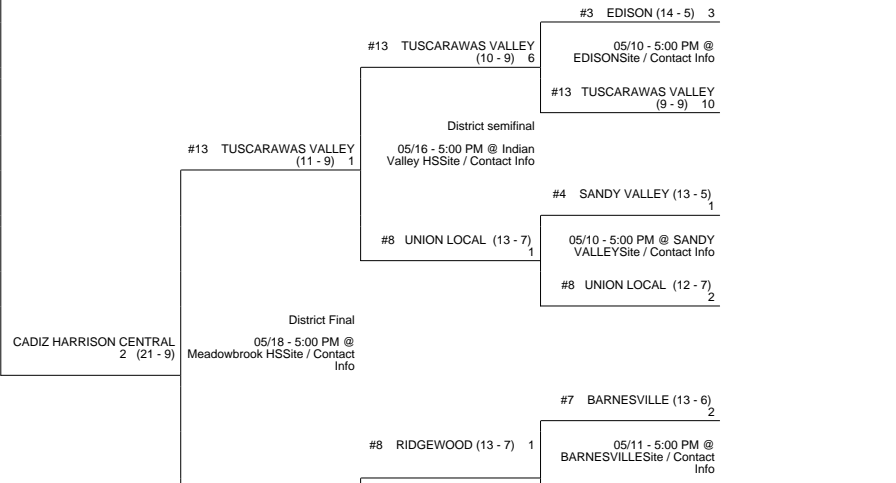 #3 EDISON (14 - 5) 3
#13 TUSCARAWAS VALLEY
(10 - 9) 6
05/10 - 5:00 PM @
EDISONSite / Contact Info
#13 TUSCARAWAS VALLEY
(9 - 9) 10
District semifinal
#13 TUSCARAWAS VALLEY
(11 - 9) 1
05/16 - 5:00 PM @ Indian
Valley HSSite / Contact Info
#4 SANDY VALLEY (13 - 5)
1
#8 UNION LOCAL (13 - 7)
1
05/10 - 5:00 PM @ SANDY
VALLEYSite / Contact Info
#8 UNION LOCAL (12 - 7)
2
District Final
CADIZ HARRISON CENTRAL
2 (21 - 9)
05/18 - 5:00 PM @
Meadowbrook HSSite / Contact
Info
#7 BARNESVILLE (13 - 6)
2
#8 RIDGEWOOD (13 - 7) 1
05/11 - 5:00 PM @
BARNESVILLESite / Contact
Info